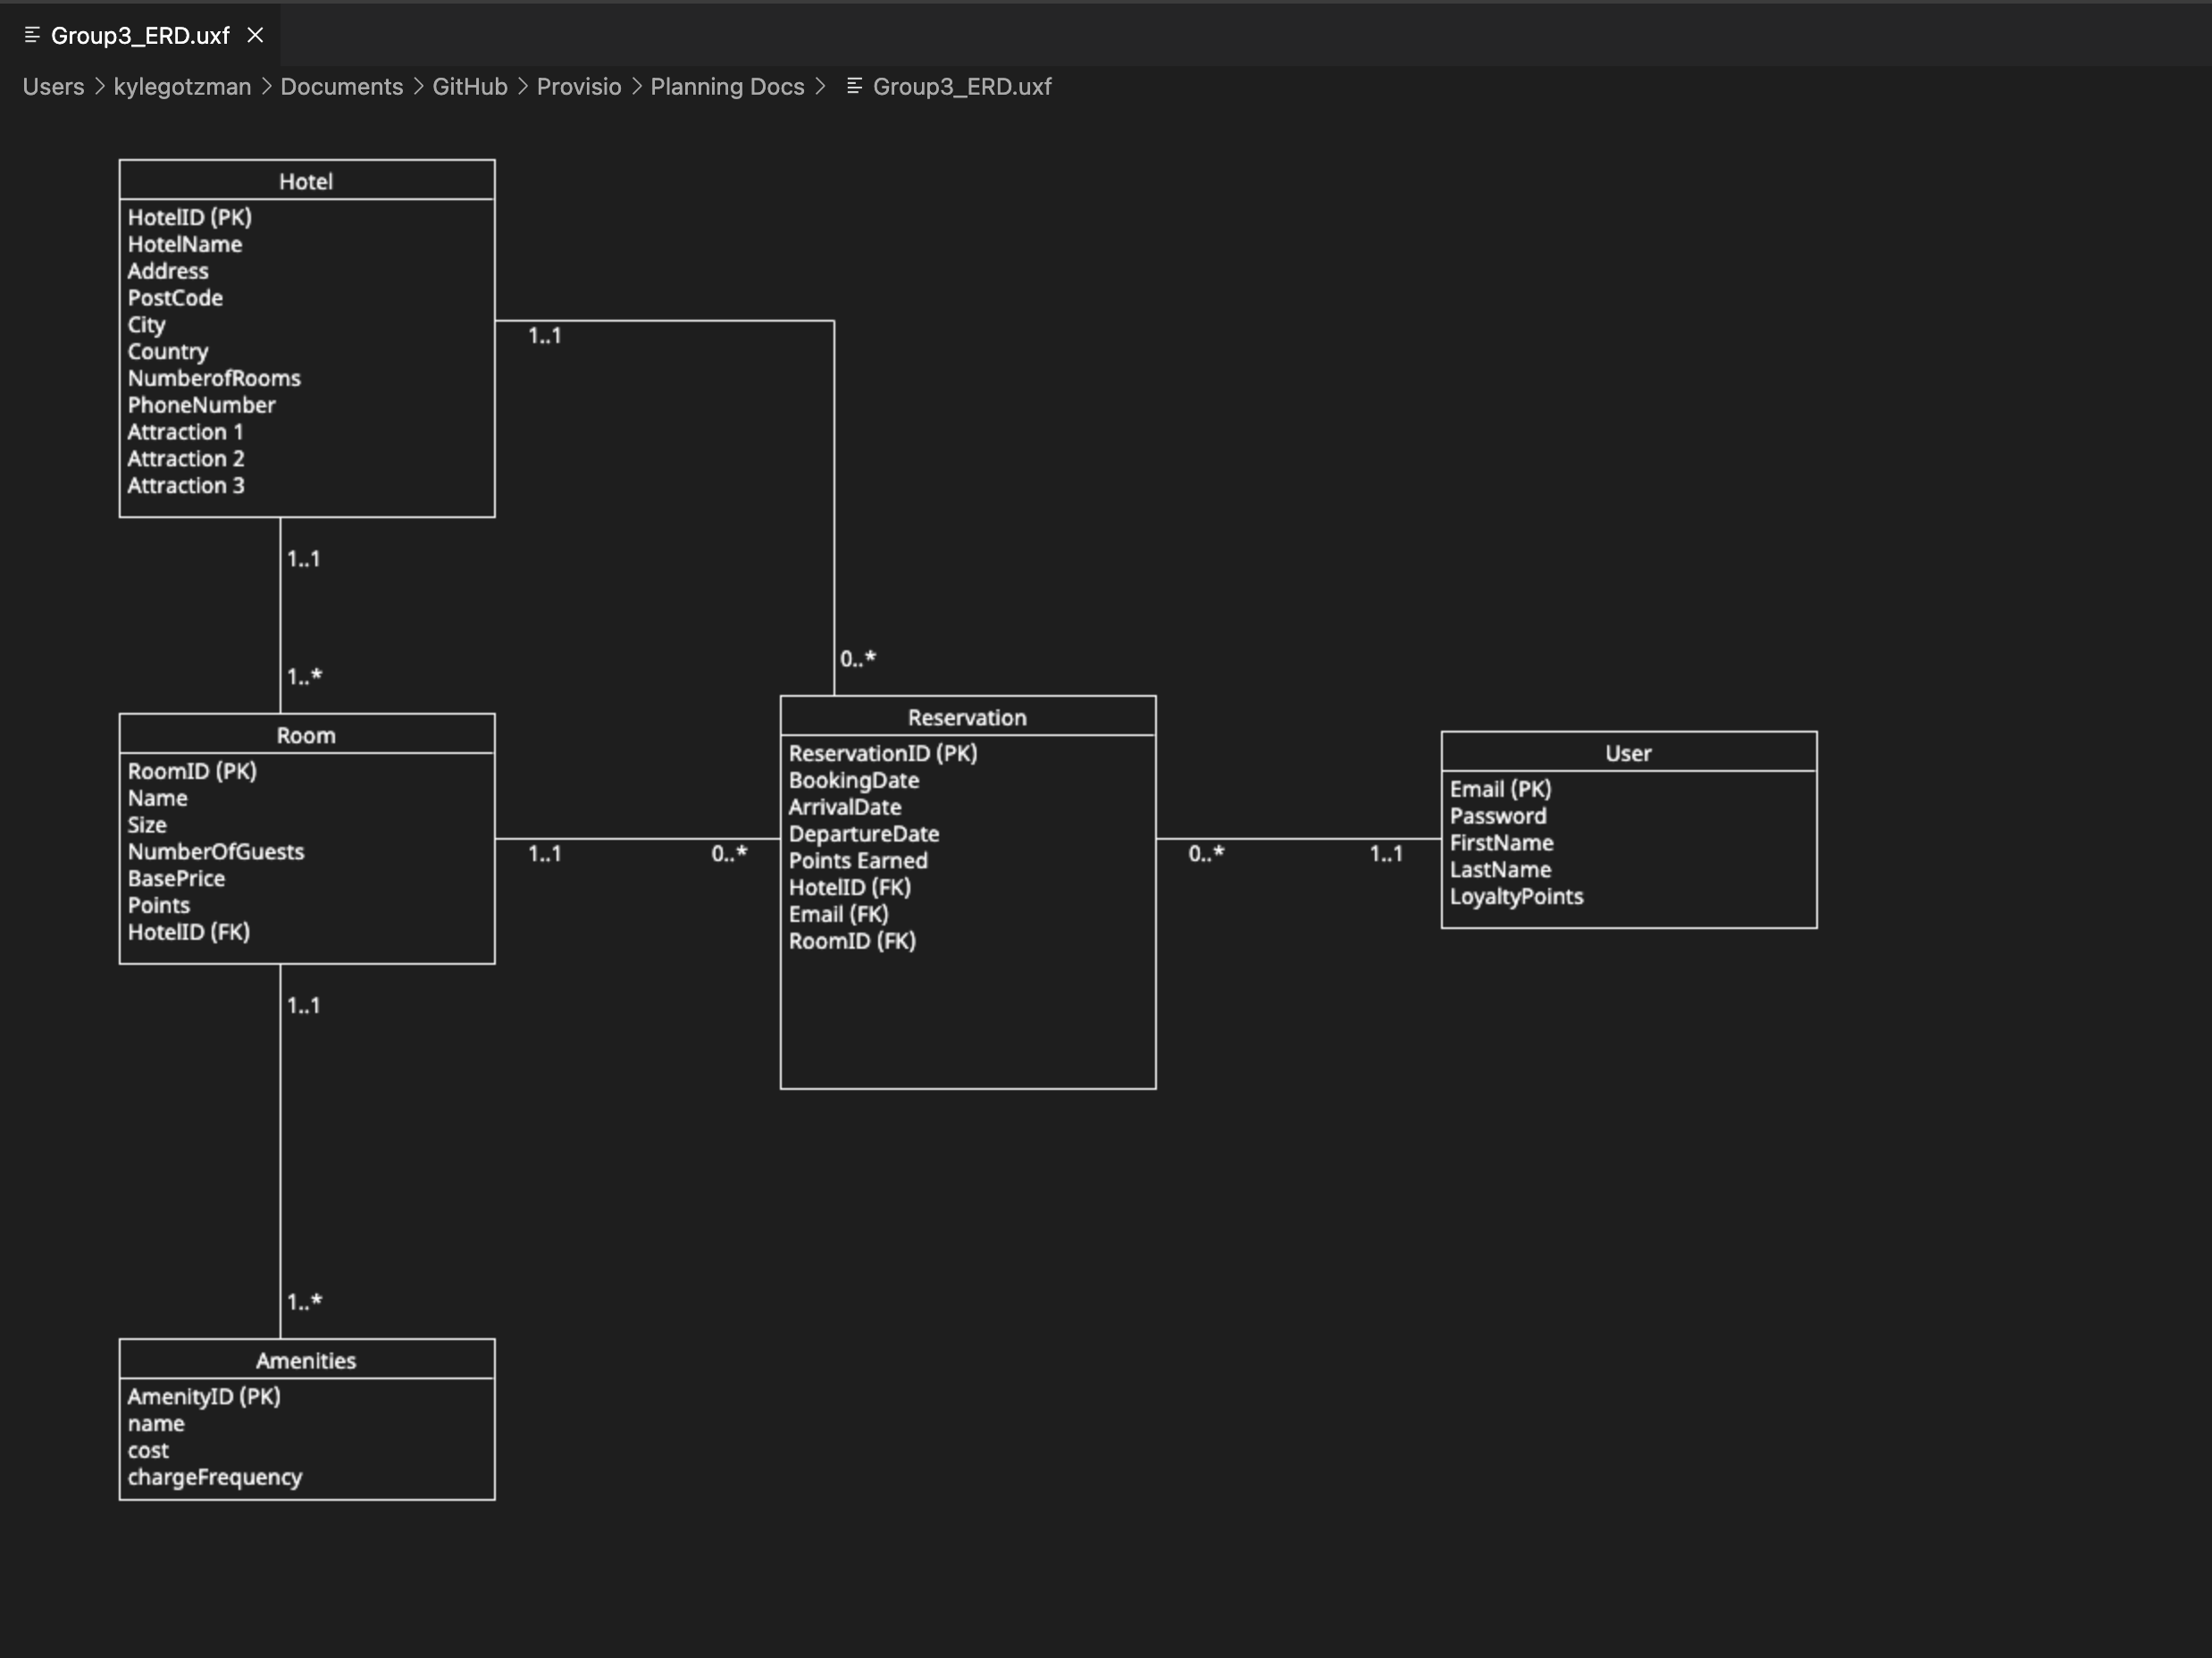 Group3_ERD.uxf
Users > kylegotzman > Documents > GitHub > Provisio > Planning Docs > Group3_ERD.uxf
Hotel
HotelID (PK)
HotelName
Address
PostCode
City
Country
NumberofRooms
PhoneNumber
Attraction 1
Attraction 2
Attraction 3
1..1
0..*
1..1
1..*
Room
RoomID (PK)
Name
Size
NumberOfGuests
BasePrice
Points
HotelID (FK)
1..1
0..*
Reservation
ReservationID (PK)
BookingDate
ArrivalDate
DepartureDate
Points Earned
HotelID (FK)
Email (FK)
RoomID (FK)
0..*
1..1
User
Email (PK)
Password
FirstName
LastName
LoyaltyPoints
1..1
1..*
Amenities
AmenityID (PK)
name
cost
chargeFrequency